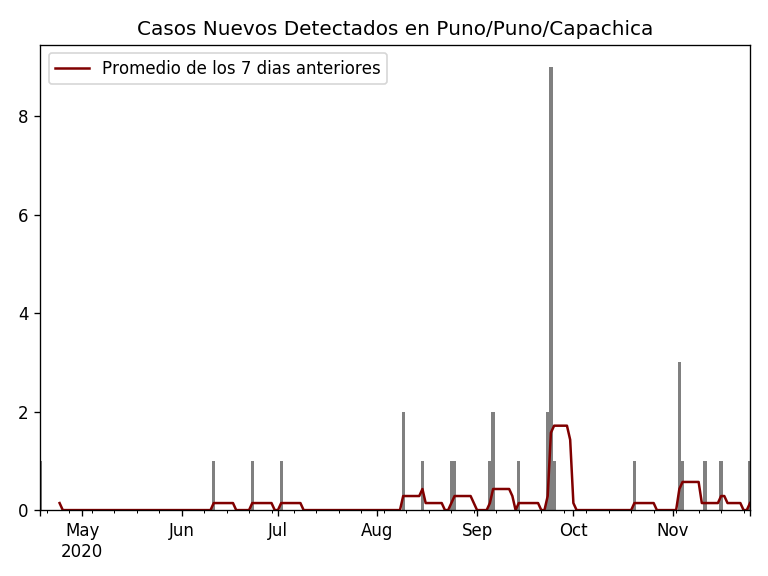 Casos Nuevos Detectados en Puno/Puno/Capachica
Promedio de los 7 dias anteriores
8
6
4
2
0
May Jun Jul Aug Sep Oct Nov
2020